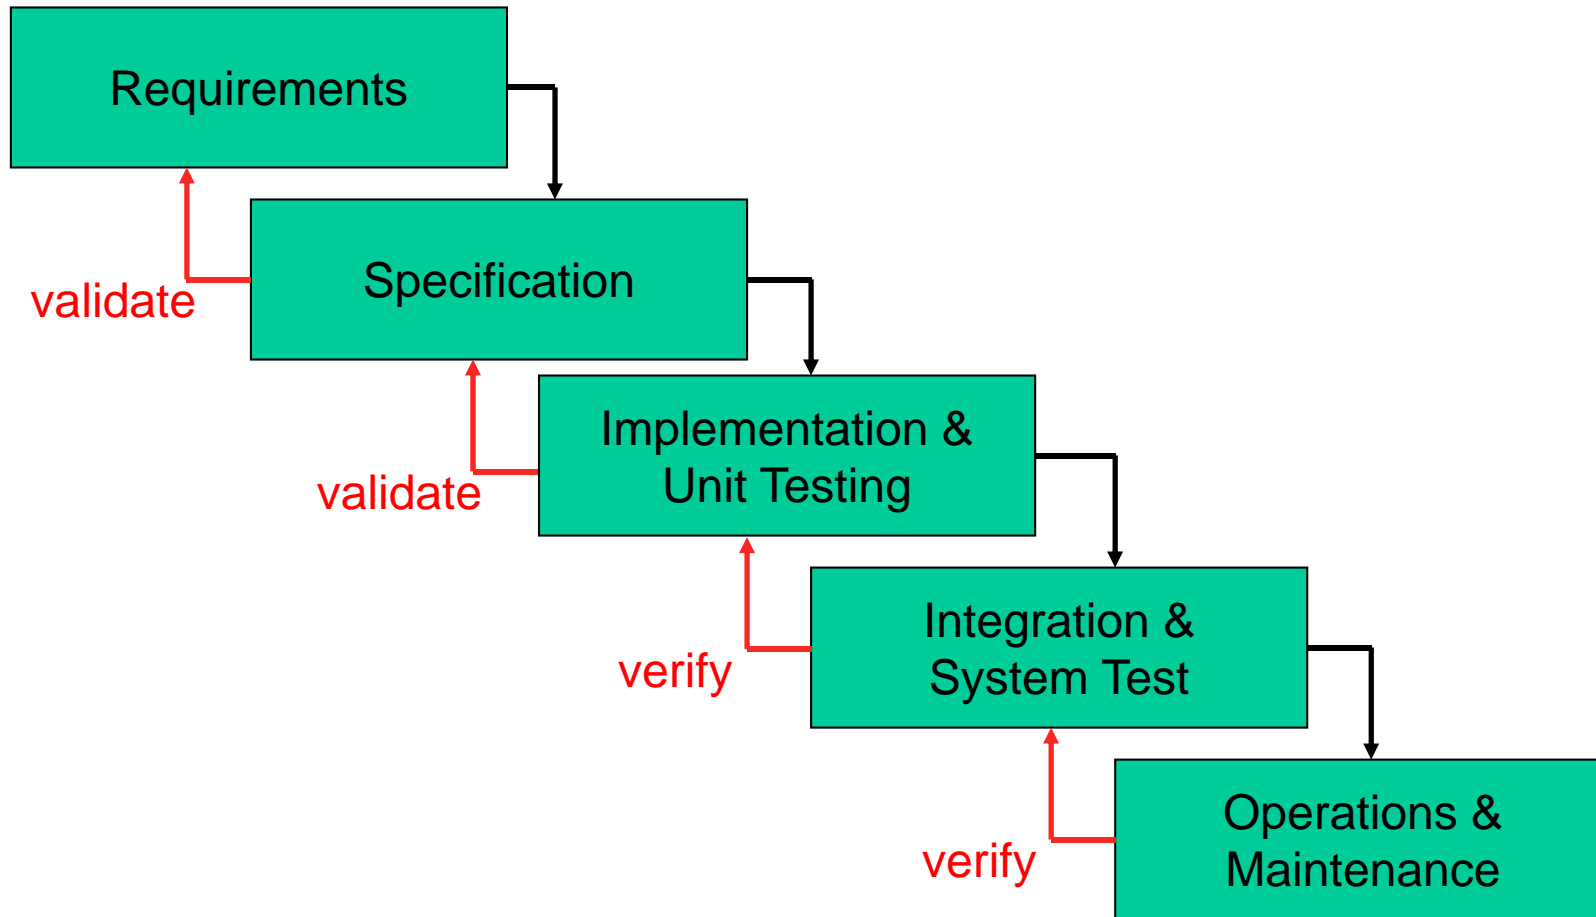 Requirements
validate
Specification
validate
Implementation &
Unit Testing
verify
Integration &
System Test
verify
Operations &
Maintenance